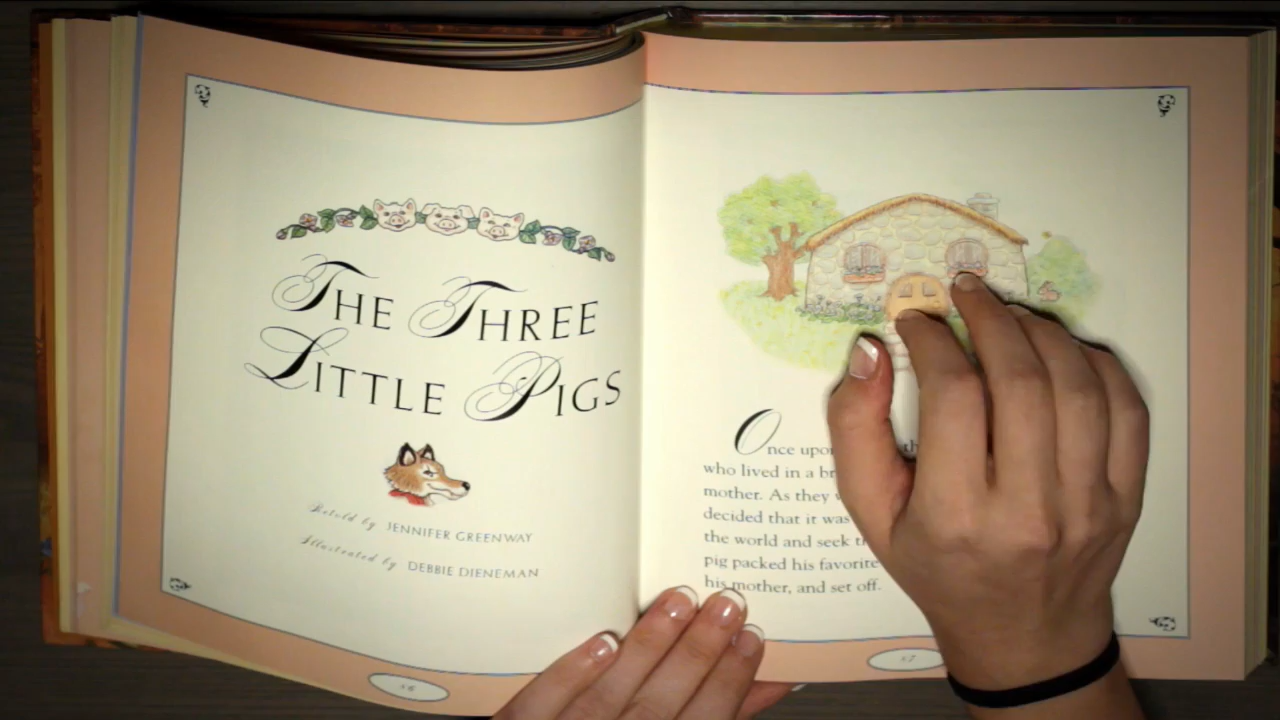 THE THREE
LITTLE PIGS
Retold by JENNIFER GREENWAY
Illustrated by DEBBIE DIENEMAN
Once upon
who lived in a
mother. As they
decided that it was
the world and seek
pig packed his favorite
his mother, and set off.